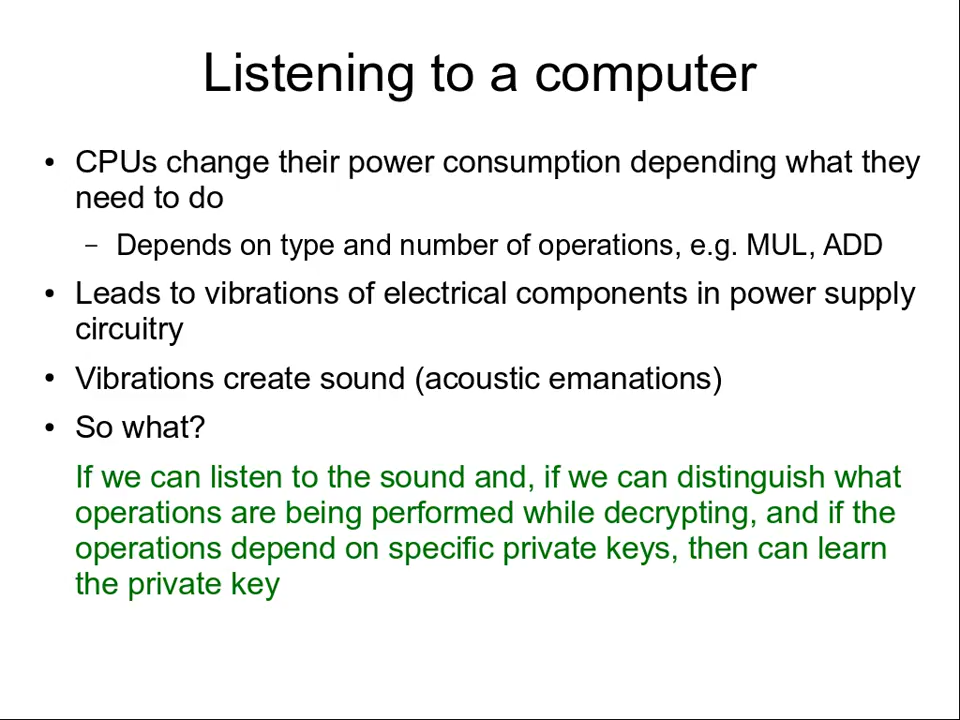 Listening to a computer
• CPUs change their power consumption depending what they
need to do
– Depends on type and number of operations, e.g. MUL, ADD
• Leads to vibrations of electrical components in power supply
circuitry
• Vibrations create sound (acoustic emanations)
• So what?
If we can listen to the sound and, if we can distinguish what
operations are being performed while decrypting, and if the
operations depend on specific private keys, then can learn
the private key